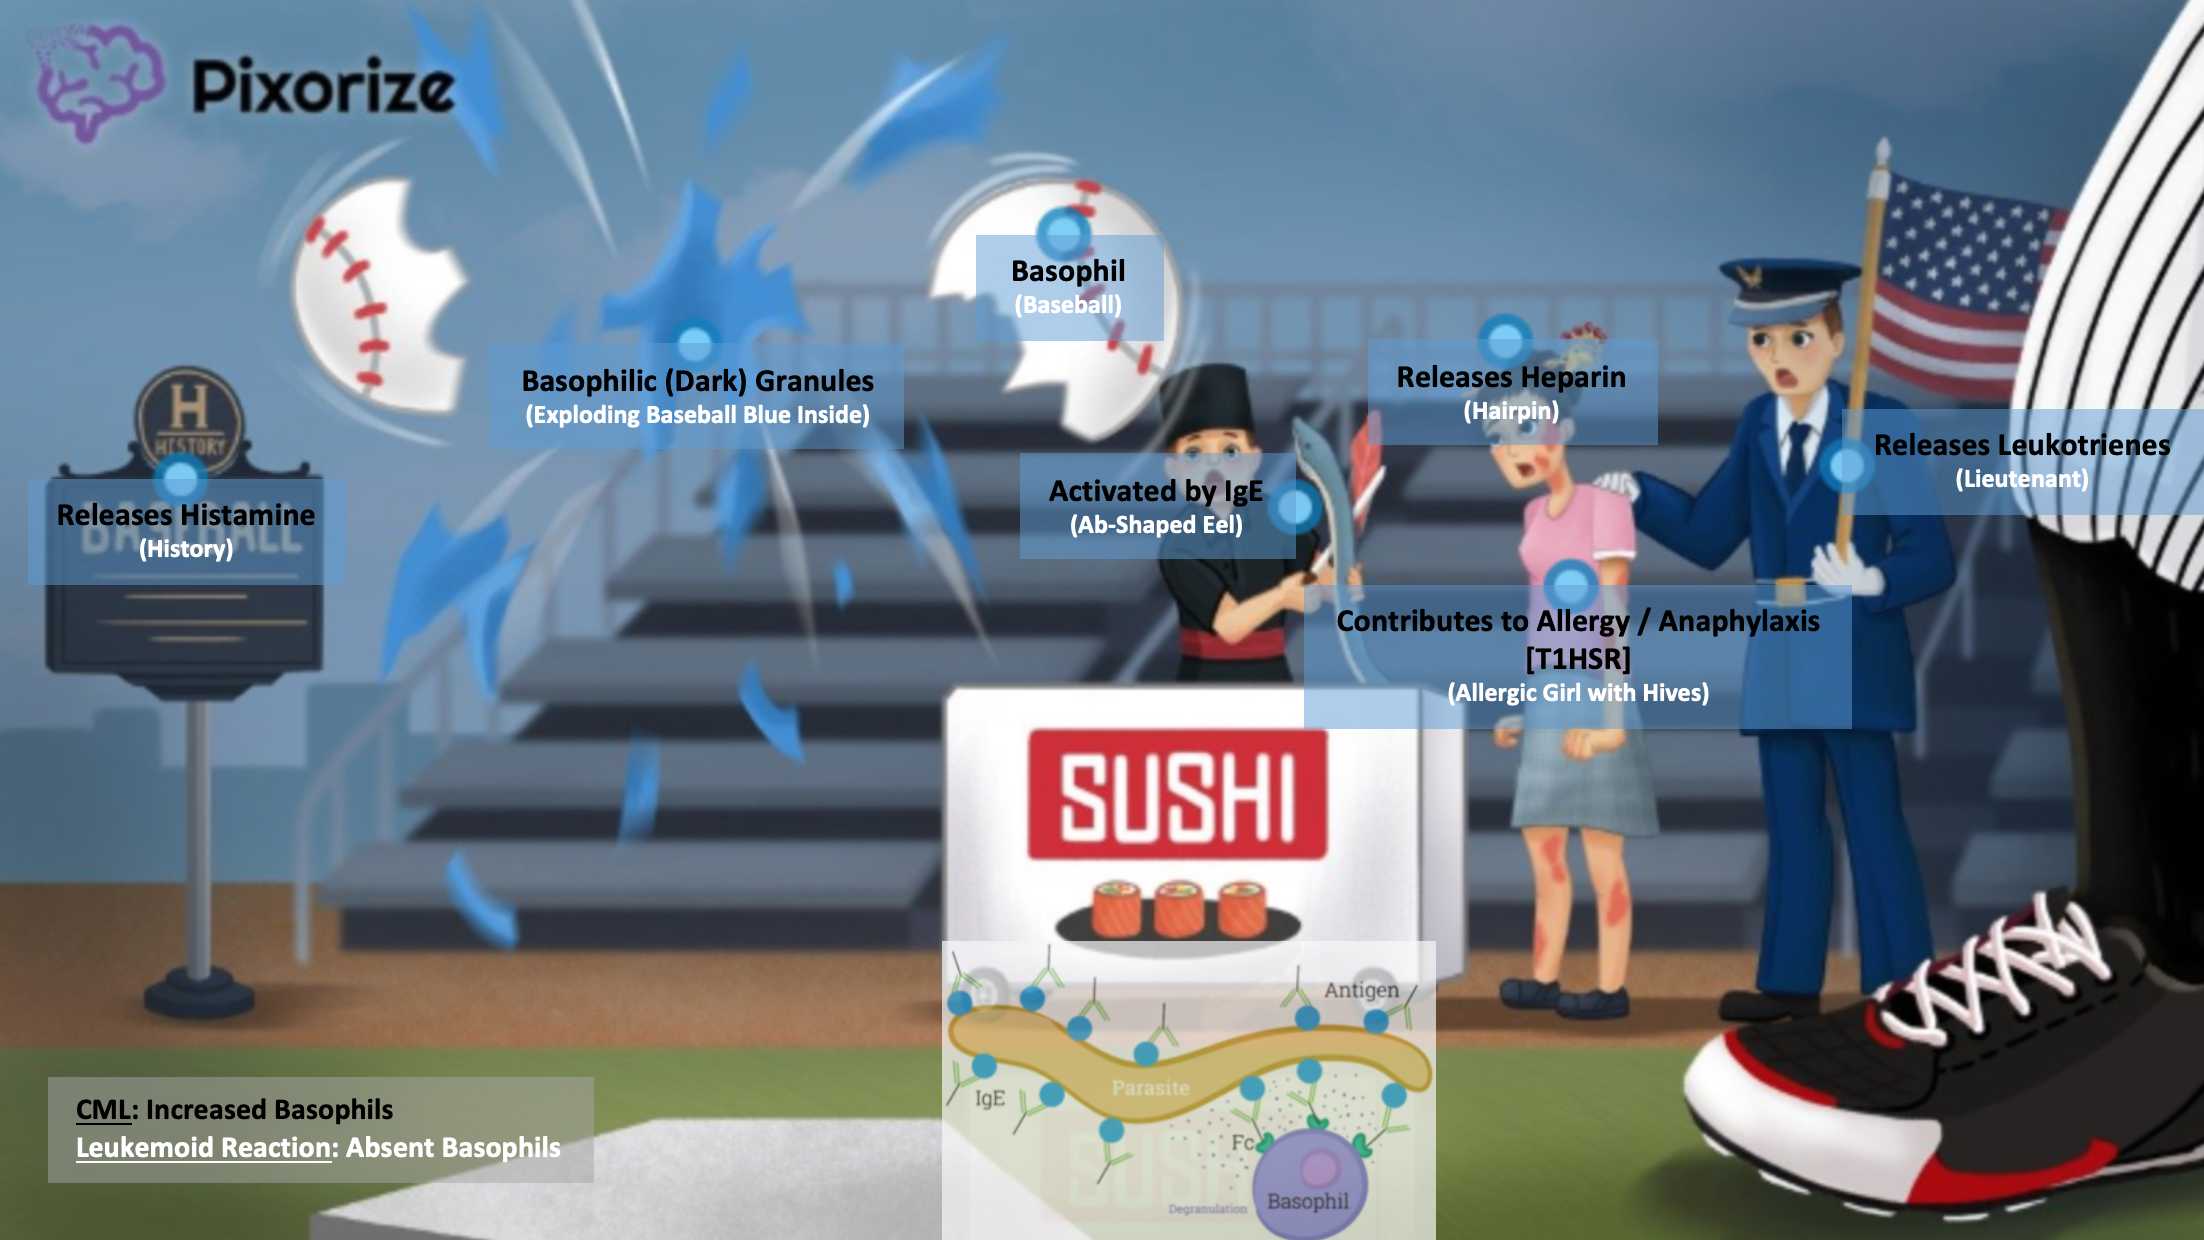 Pixorize
Basophil
(Baseball)
Basophilic (Dark) Granules
(Exploding Baseball Blue Inside)
Releases Heparin
(Hairpin)
H
HISTORY
Releases Leukotrienes
(Lieutenant)
Activated by IgE
(Ab-Shaped Eel)
Releases Histamine
(History)
BASEBALL
Contributes to Allergy / Anaphylaxis
[T1HSR]
(Allergic Girl with Hives)
SUSHI
Antigen
Parasite
IgE
Fc
SUSHI
Degranulation
Basophil
CML: Increased Basophils
Leukemoid Reaction: Absent Basophils